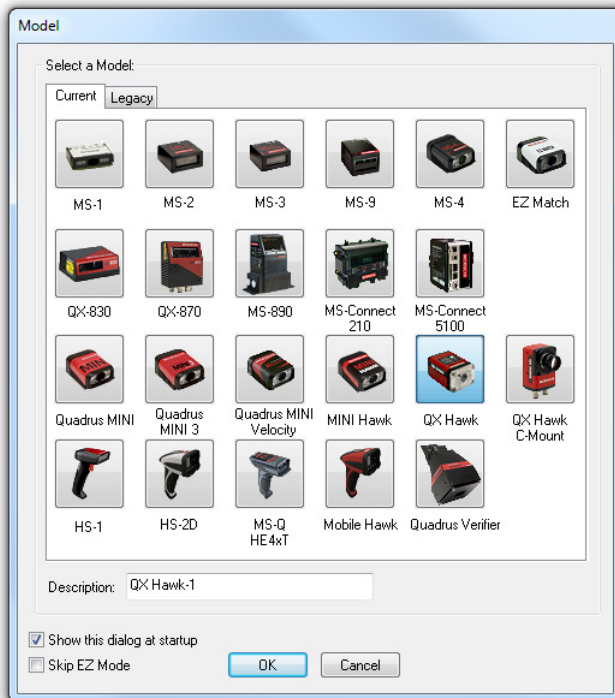 Model
Select a Model:
Current Legacy
MS-1 MS-2 MS-3 MS-9 MS-4 EZ Match
QX-830 QX-870 MS-890 MS-Connect 210 MS-Connect 5100
Quadrus MINI Quadrus MINI 3 Quadrus MINI Velocity MINI Hawk QX Hawk QX Hawk C-Mount
HS-1 HS-2D MS-Q HE4xT Mobile Hawk Quadrus Verifier
Description: QX Hawk-1
Show this dialog at startup
Skip EZ Mode OK Cancel